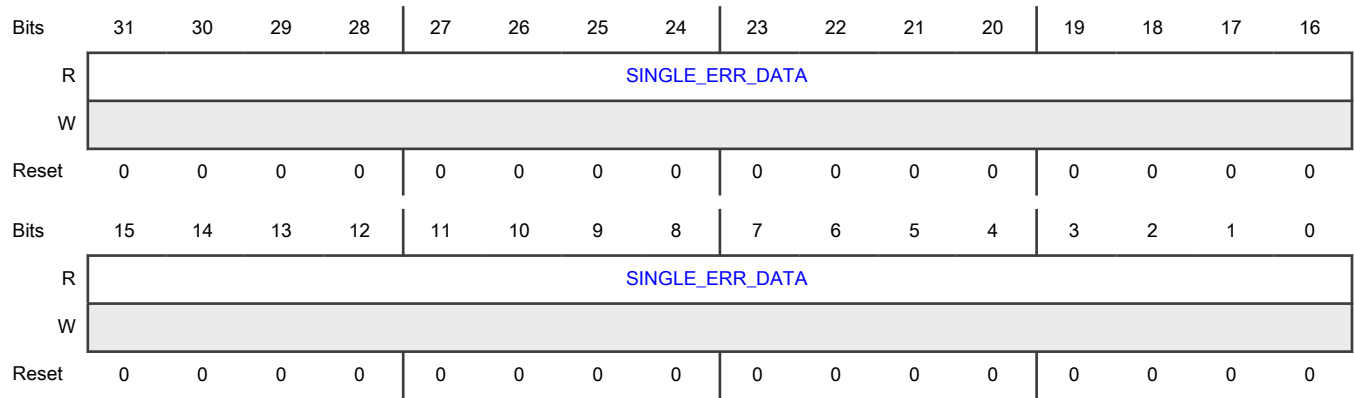 Bits 31 30 29 28 27 26 25 24 23 22 21 20 19 18 17 16
R SINGLE_ERR_DATA
W
Reset 0 0 0 0 0 0 0 0 0 0 0 0 0 0 0 0
Bits 15 14 13 12 11 10 9 8 7 6 5 4 3 2 1 0
R SINGLE_ERR_DATA
W
Reset 0 0 0 0 0 0 0 0 0 0 0 0 0 0 0 0